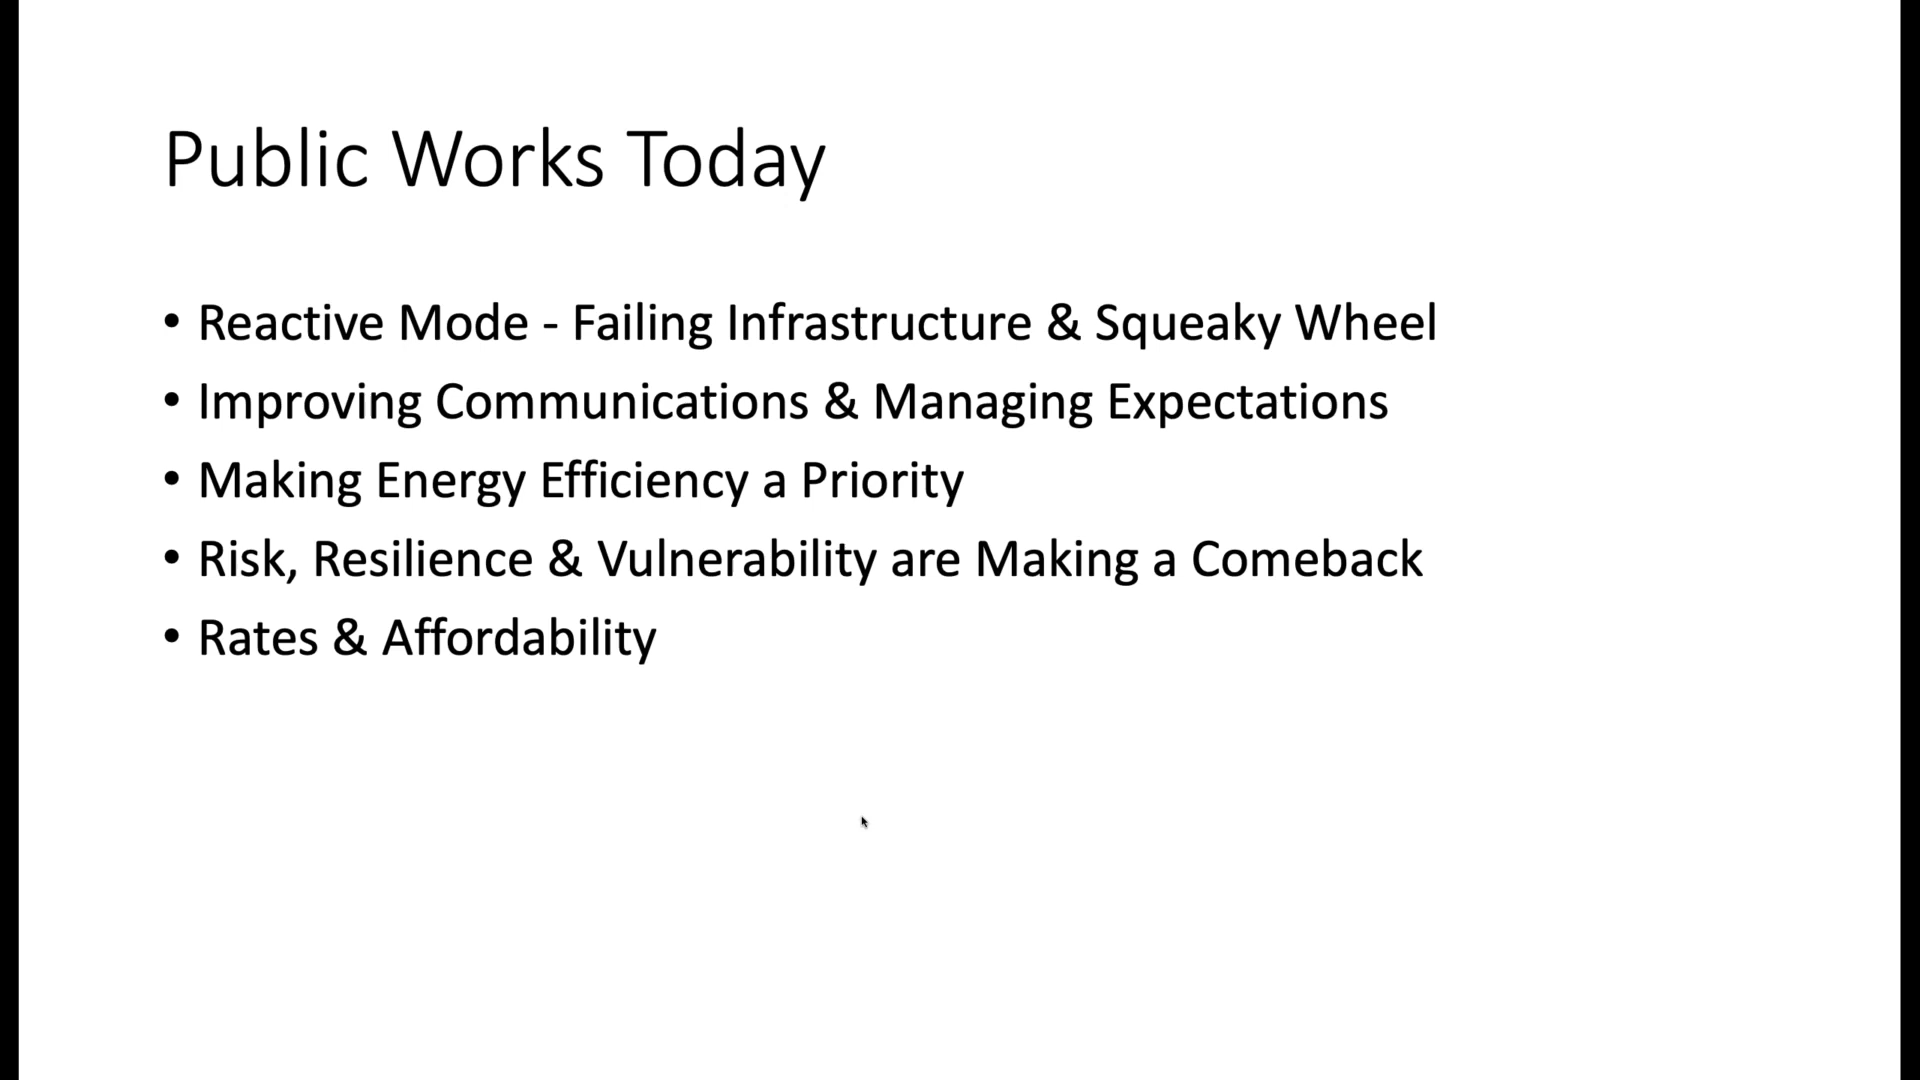 Public Works Today
• Reactive Mode - Failing Infrastructure & Squeaky Wheel
• Improving Communications & Managing Expectations
• Making Energy Efficiency a Priority
• Risk, Resilience & Vulnerability are Making a Comeback
• Rates & Affordability